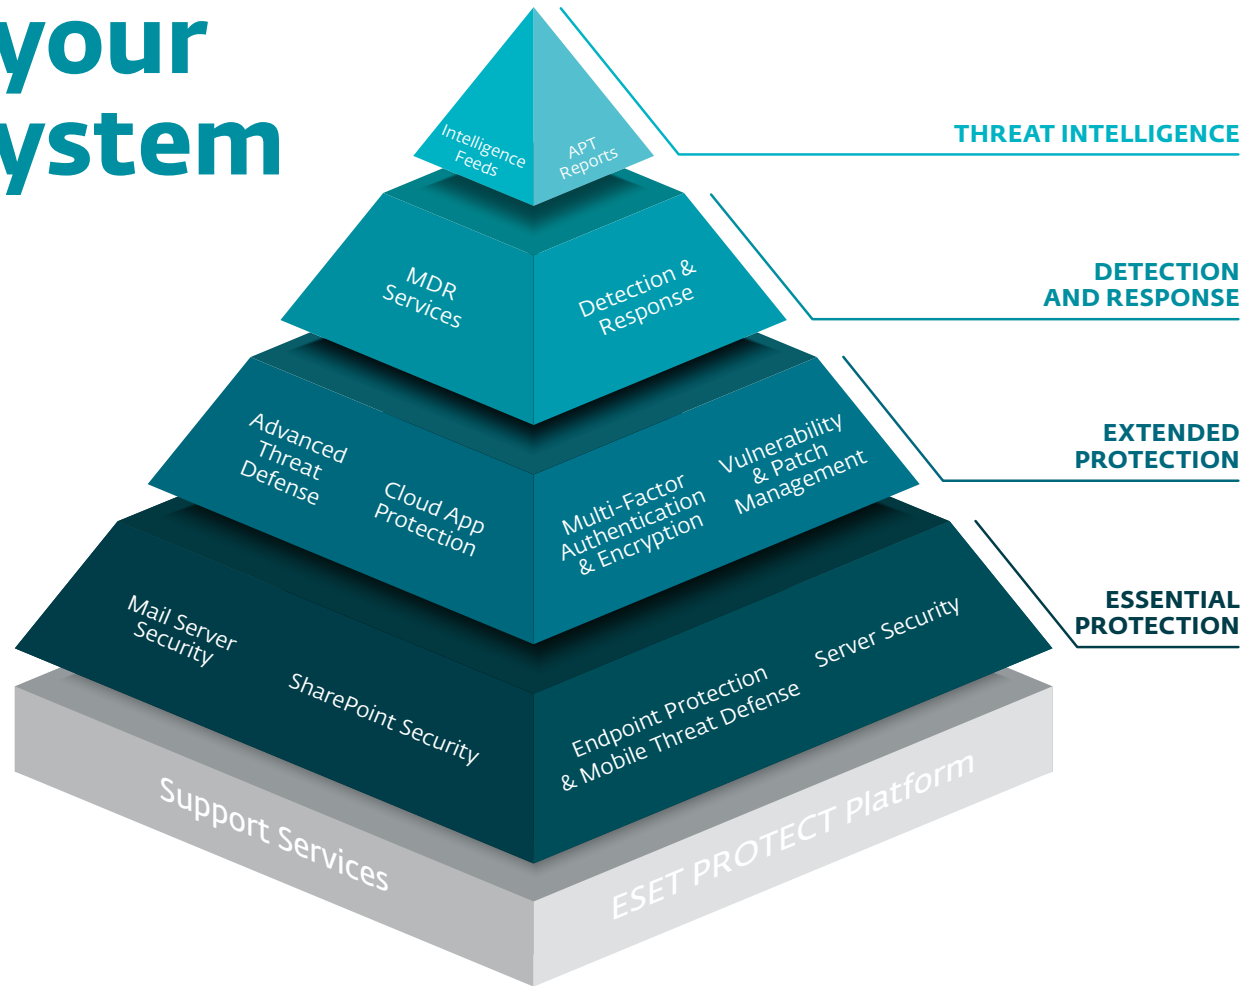 your
ystem
Intelligence
Feeds
APT
Reports
THREAT INTELLIGENCE
MDR
Services
Detection &
Response
DETECTION
AND RESPONSE
Advanced
Threat
Defense
Cloud App
Protection
Multi-Factor
Authentication
& Encryption
Vulnerability
& Patch
Management
EXTENDED
PROTECTION
Mail Server
Security
SharePoint Security
Endpoint Protection
& Mobile Threat Defense
Server Security
ESSENTIAL
PROTECTION
Support Services
ESET PROTECT Platform